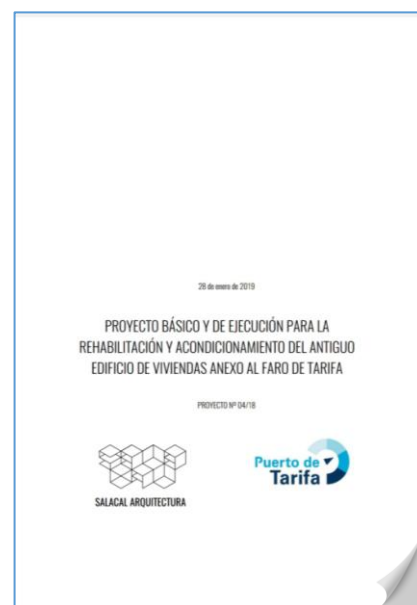 28 de enero de 2019
PROYECTO BÁSICO Y DE EJECUCIÓN PARA LA
REHABILITACIÓN Y ACONDICIONAMIENTO DEL ANTIGUO
EDIFICIO DE VIVIENDAS ANEXO AL FARO DE TARIFA
PROYECTO Nº 04/18
SALACAL ARQUITECTURA
Puerto de
Tarifa